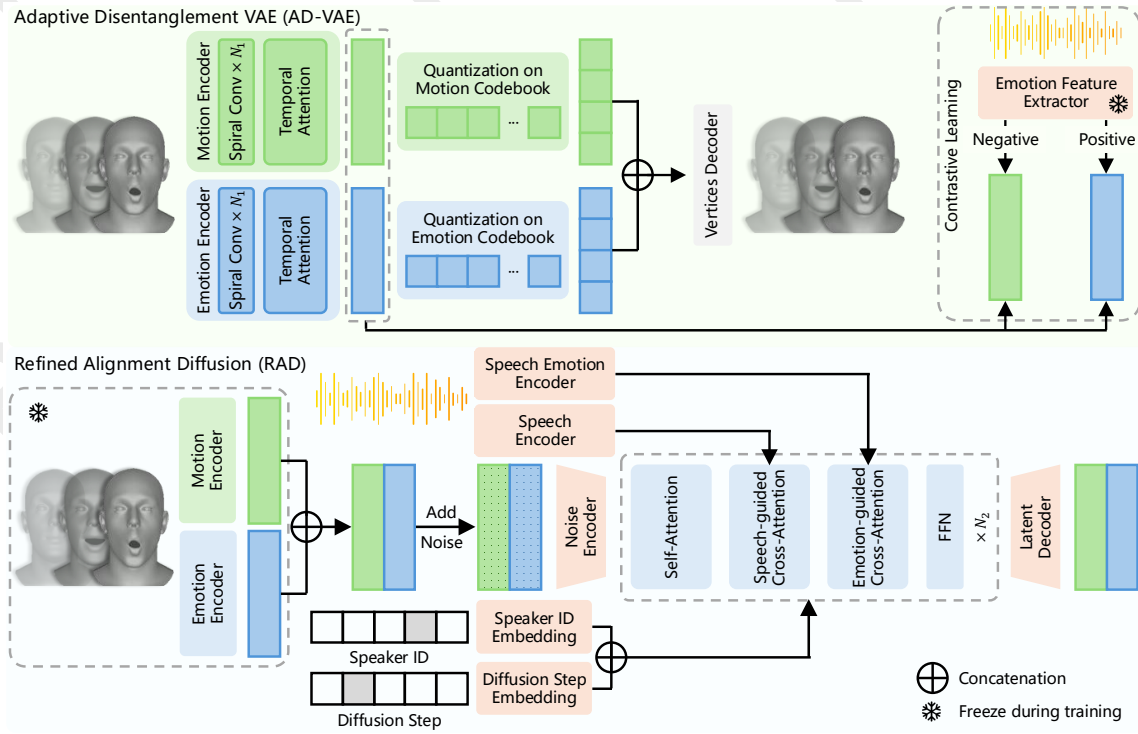 Adaptive Disentanglement VAE (AD-VAE)
Motion Encoder
Spiral Conv × N₁
Temporal
Attention
Quantization on
Motion Codebook
...
Emotion Encoder
Spiral Conv × N₁
Temporal
Attention
Quantization on
Emotion Codebook
...
Vertices Decoder
Contrastive Learning
Emotion Feature
Extractor
Negative
Positive
Refined Alignment Diffusion (RAD)
Motion
Encoder
Emotion
Encoder
Add
Noise
Speech Emotion
Encoder
Speech
Encoder
Noise
Encoder
Self-Attention
Speech-guided
Cross-Attention
Emotion-guided
Cross-Attention
FFN
× N₂
Latent
Decoder
Speaker ID
Speaker ID
Embedding
Diffusion Step
Diffusion Step
Embedding
Concatenation
Freeze during training